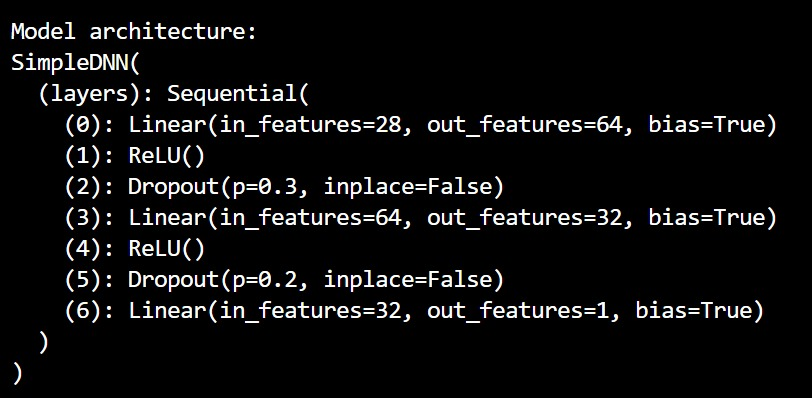 Model architecture:
SimpleDNN(
  (layers): Sequential(
    (0): Linear(in_features=28, out_features=64, bias=True)
    (1): ReLU()
    (2): Dropout(p=0.3, inplace=False)
    (3): Linear(in_features=64, out_features=32, bias=True)
    (4): ReLU()
    (5): Dropout(p=0.2, inplace=False)
    (6): Linear(in_features=32, out_features=1, bias=True)
  )
)